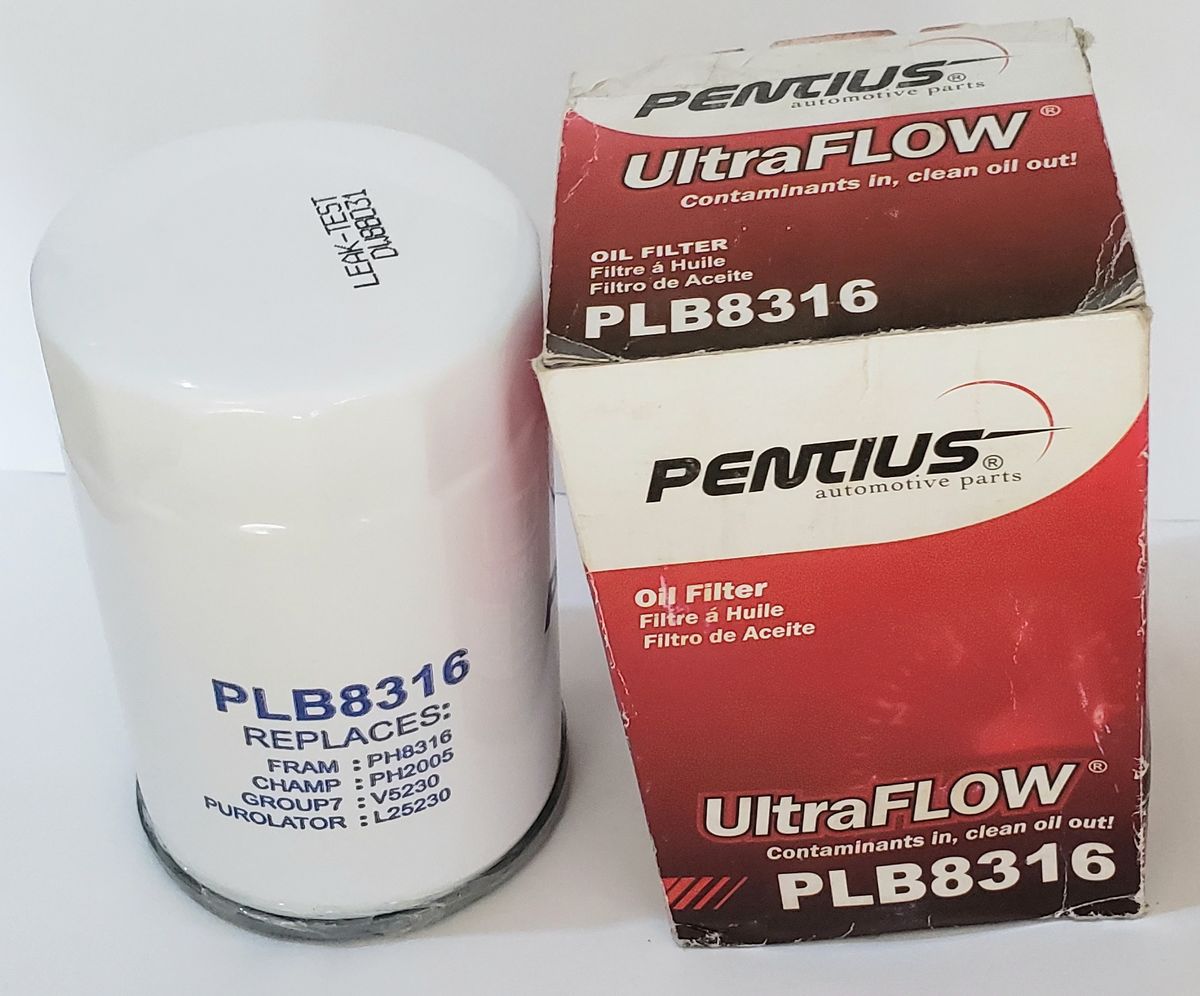 LEAK-TEST
DWB8031
PLB8316
REPLACES:
FRAM : PH8316
CHAMP : PH2005
GROUP7 : V5230
PUROLATOR : L25230
PENTIUS®
automotive parts
UltraFLOW®
Contaminants in, clean oil out!
OIL FILTER
Filtre á Huile
Filtro de Aceite
PLB8316
PENTIUS®
automotive parts
Oil Filter
Filtre á Huile
Filtro de Aceite
UltraFLOW®
Contaminants in, clean oil out!
PLB8316